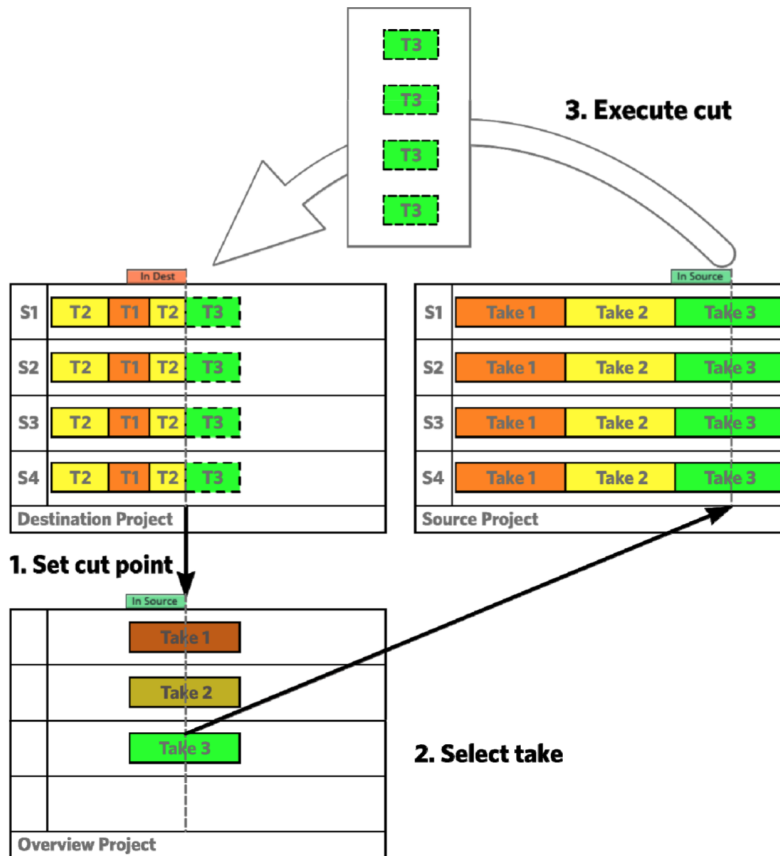 T3
T3
3. Execute cut
T3
T3
In Dest
In Source
S1 T2 T1 T2 T3
S2 T2 T1 T2 T3
S3 T2 T1 T2 T3
S4 T2 T1 T2 T3
Destination Project
S1 Take 1 Take 2 Take 3
S2 Take 1 Take 2 Take 3
S3 Take 1 Take 2 Take 3
S4 Take 1 Take 2 Take 3
Source Project
1. Set cut point
In Source
Take 1
Take 2
Take 3
2. Select take
Overview Project